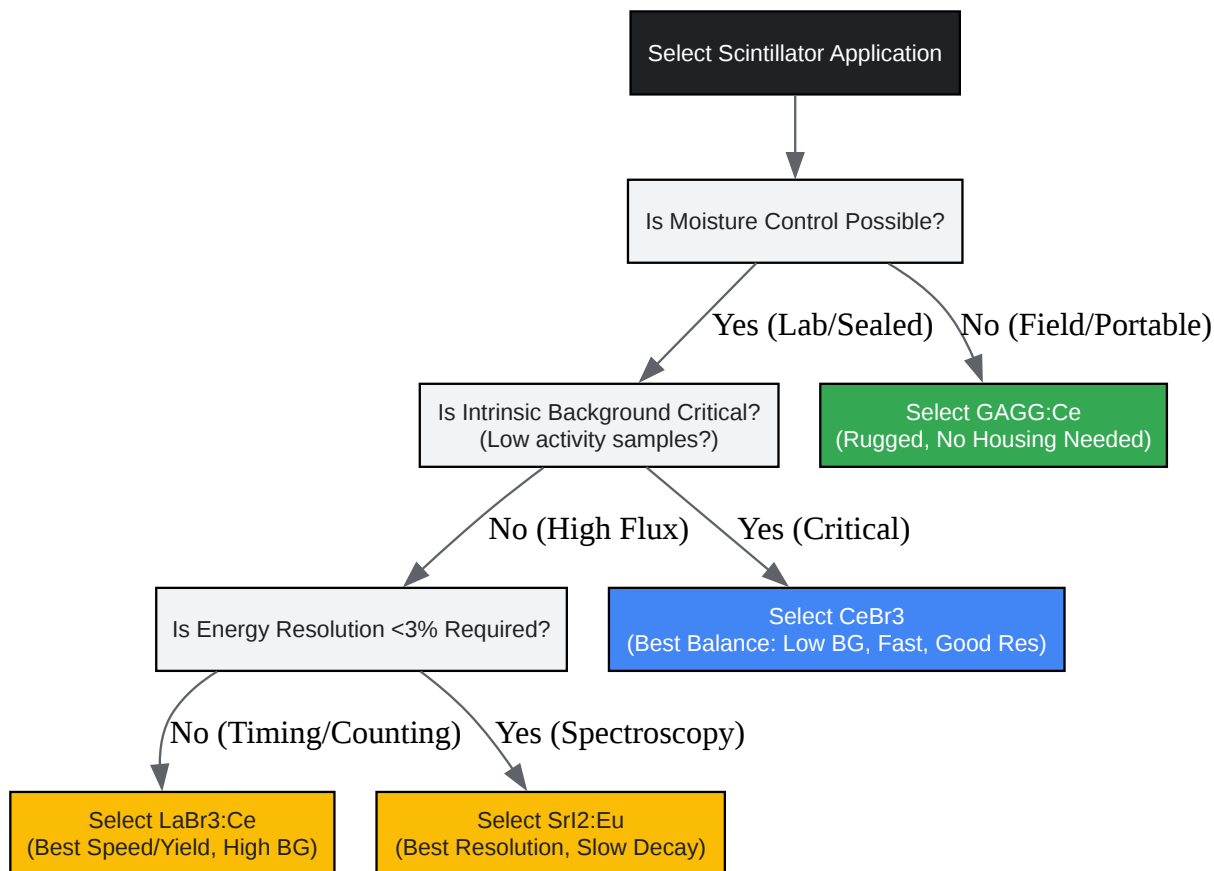 Select Scintillator Application
Is Moisture Control Possible?
Yes (Lab/Sealed)
No (Field/Portable)
Is Intrinsic Background Critical?
(Low activity samples?)
Select GAGG:Ce
(Rugged, No Housing Needed)
No (High Flux)
Yes (Critical)
Is Energy Resolution <3% Required?
Select CeBr3
(Best Balance: Low BG, Fast, Good Res)
No (Timing/Counting)
Yes (Spectroscopy)
Select LaBr3:Ce
(Best Speed/Yield, High BG)
Select SrI2:Eu
(Best Resolution, Slow Decay)